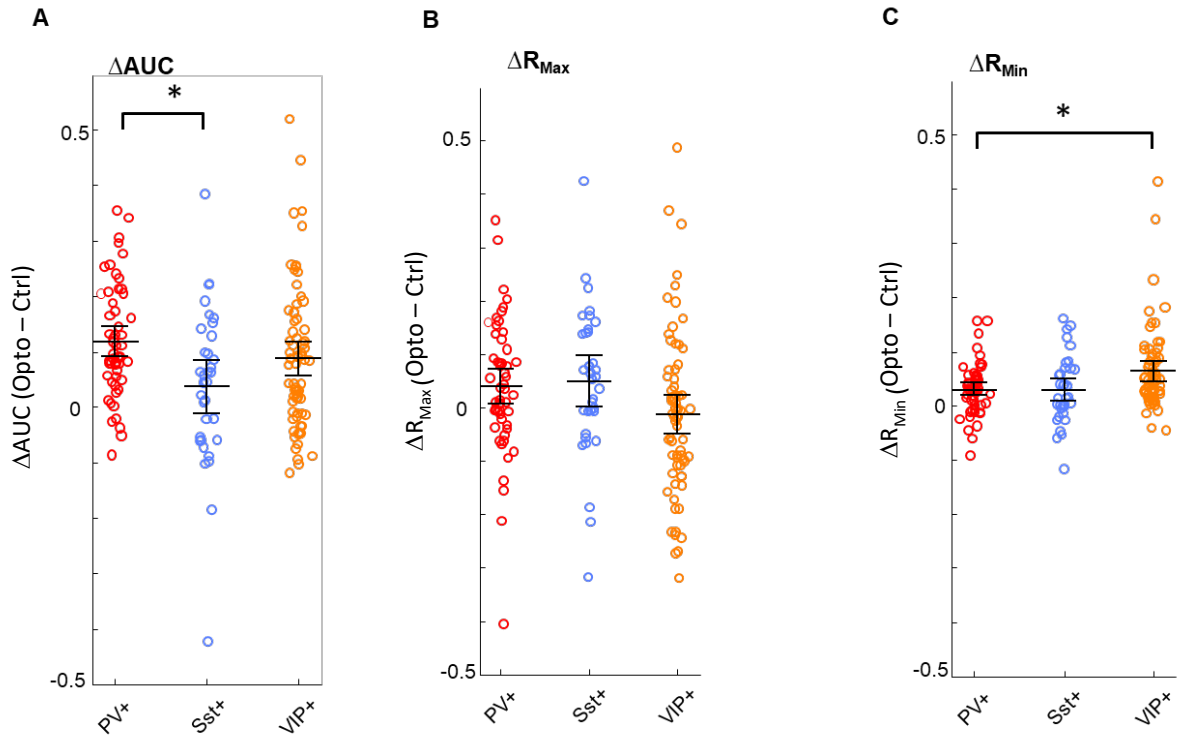 A
ΔAUC
*
0.5
0
-0.5
ΔAUC (Opto – Ctrl)
PV+
Sst+
VIP+
B
ΔRMax
0.5
0
-0.5
ΔRMax (Opto – Ctrl)
PV+
Sst+
VIP+
C
ΔRMin
*
0.5
0
-0.5
ΔRMin (Opto – Ctrl)
PV+
Sst+
VIP+